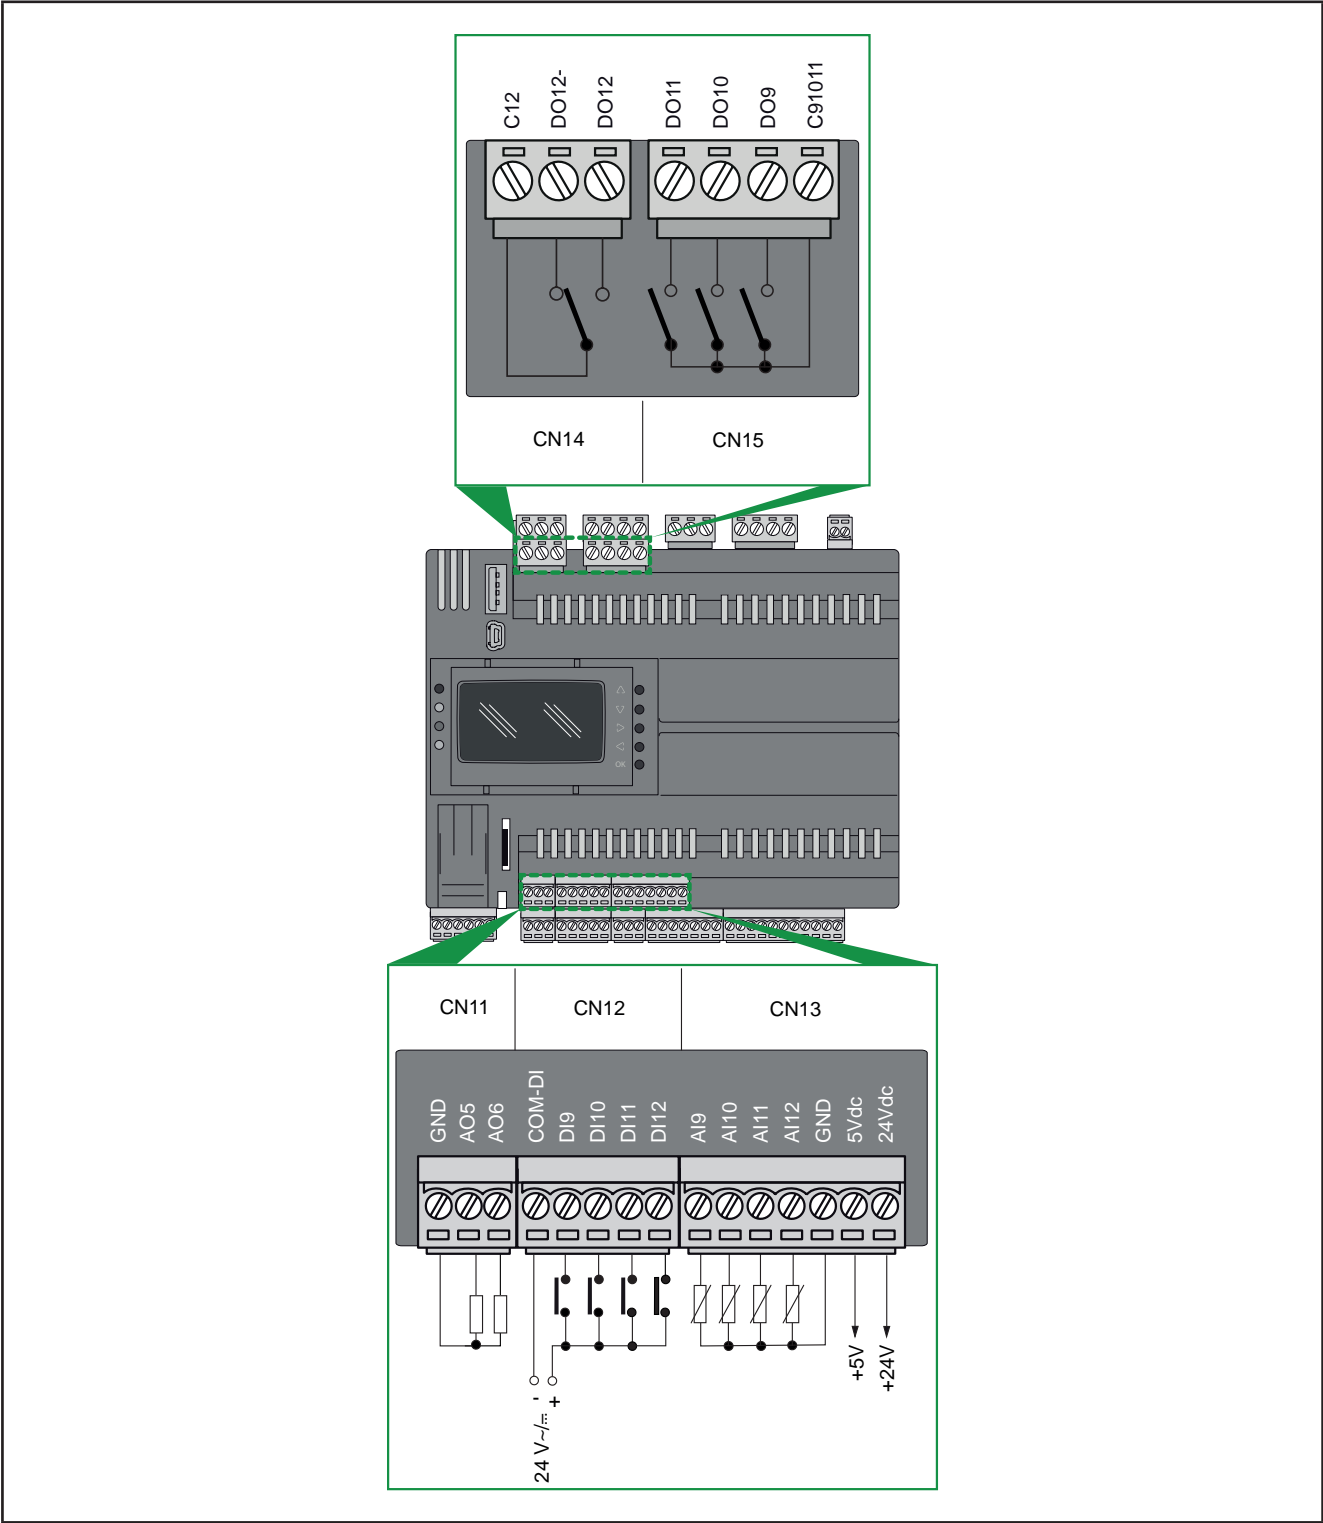 C12
DO12-
DO12
DO11
DO10
DO9
C91011
CN14
CN15
OK
CN11
CN12
CN13
GND
AO5
AO6
COM-DI
DI9
DI10
DI11
DI12
AI9
AI10
AI11
AI12
GND
5Vdc
24Vdc
+5V
+24V
- +
24 V~/⎓